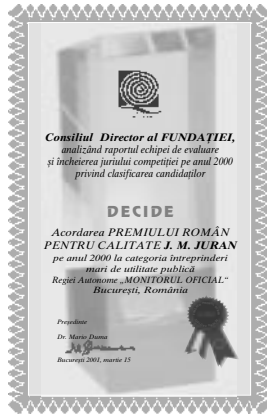 Consiliul Director al FUNDAȚIEI,
analizând raportul echipei de evaluare
și încheierea juriului competiției pe anul 2000
privind clasificarea candidaților
DECIDE
Acordarea PREMIULUI ROMÂN
PENTRU CALITATE J. M. JURAN
pe anul 2000 la categoria întreprinderi
mari de utilitate publică
Regiei Autonome „MONITORUL OFICIAL“
București, România
Președinte
Dr. Mario Duma
București 2001, martie 15